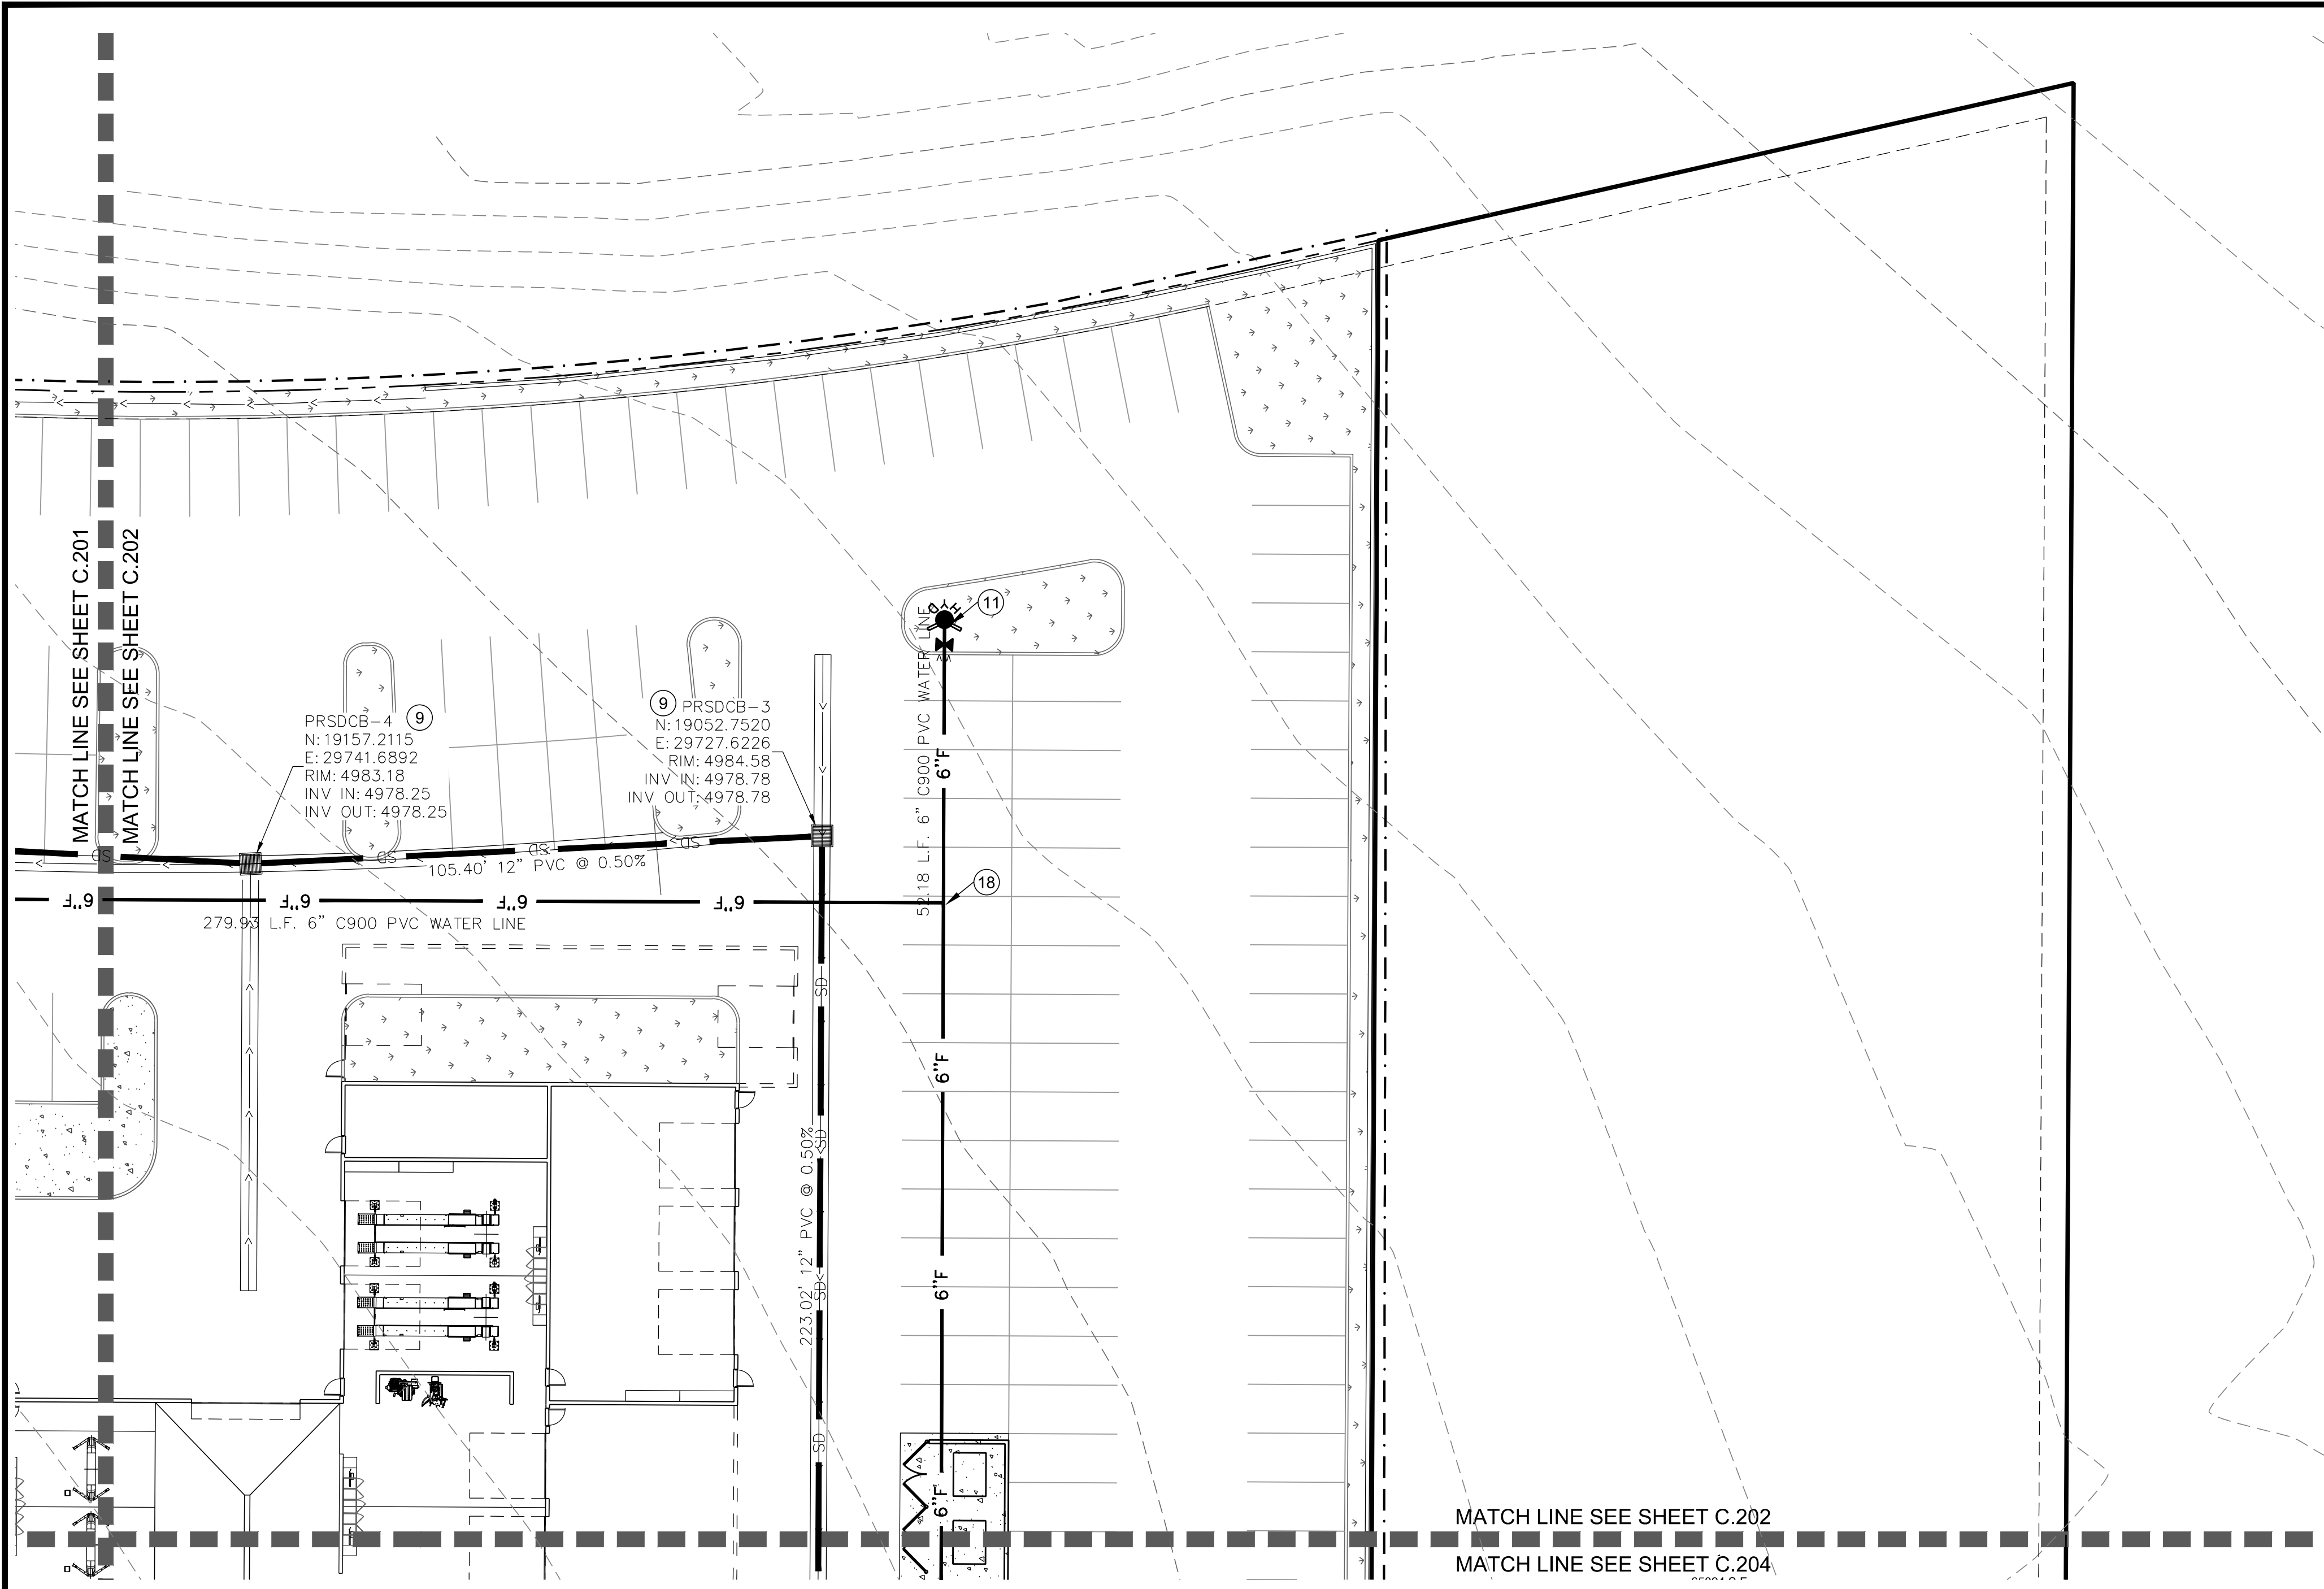 MATCH LINE SEE SHEET C.201
MATCH LINE SEE SHEET C.202
HYD
11
WV
52.18 L.F. 6" C900 PVC WATER LINE
6"F
PRSDCB-4
9
N: 19157.2115
E: 29741.6892
RIM: 4983.18
INV IN: 4978.25
INV OUT: 4978.25
9
PRSDCB-3
N: 19052.7520
E: 29727.6226
RIM: 4984.58
INV IN: 4978.78
INV OUT: 4978.78
SD
SD
SD
SD
105.40' 12" PVC @ 0.50%
18
6"F
6"F
6"F
6"F
279.93 L.F. 6" C900 PVC WATER LINE
SD
SD
SD
SD
223.02' 12" PVC @ 0.50%
6"F
6"F
6"F
MATCH LINE SEE SHEET C.202
MATCH LINE SEE SHEET C.204